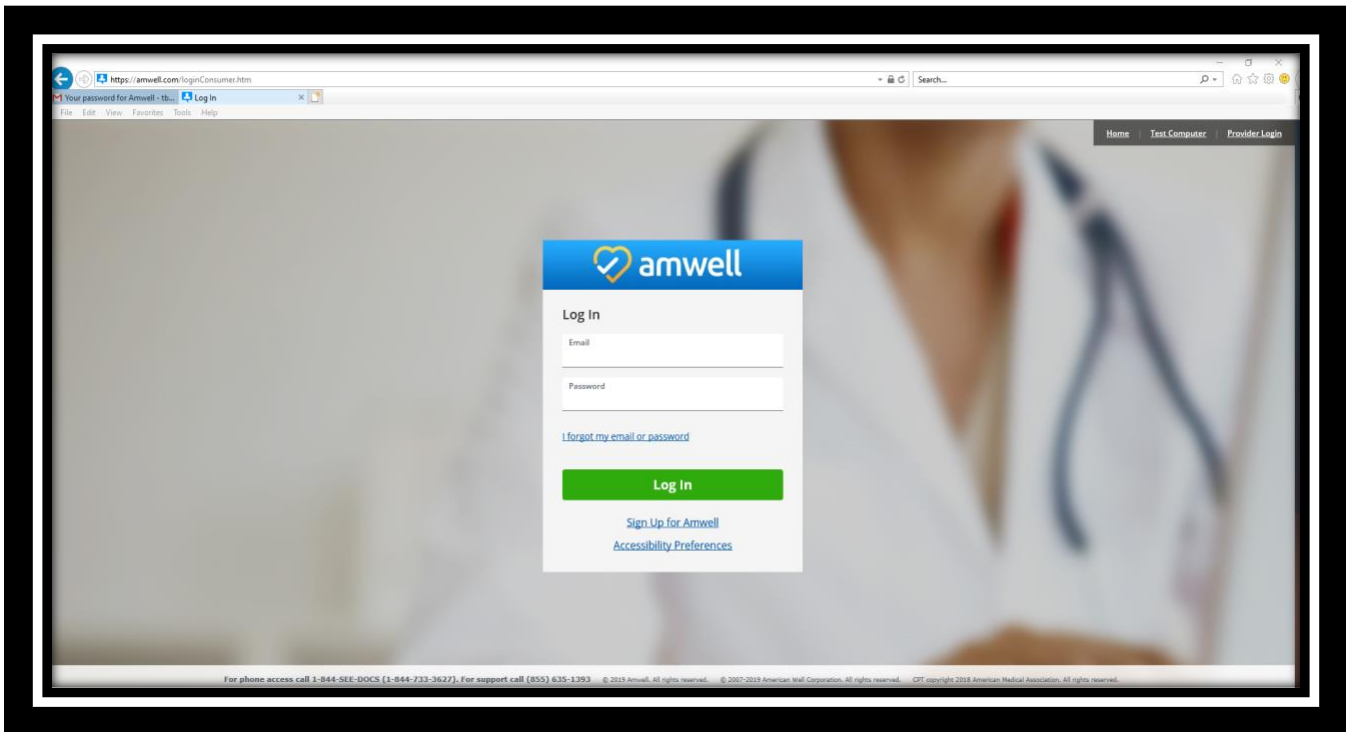 https://amwell.com/loginConsumer.htm
Search...
Your password for Amwell - tb...
Log In
File Edit View Favorites Tools Help
Home | Test Computer | Provider Login
amwell
Log In
Email
Password
I forgot my email or password
Log In
Sign Up for Amwell
Accessibility Preferences
For phone access call 1-844-SEE-DOCS (1-844-733-3627). For support call (855) 635-1393 © 2019 Amwell. All rights reserved. © 2007-2019 American Well Corporation. All rights reserved. CPT copyright 2018 American Medical Association. All rights reserved.